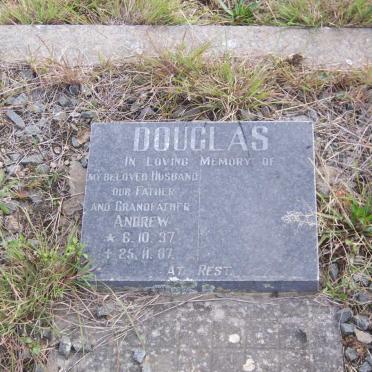 DOUGLAS
IN LOVING MEMORY OF
MY BELOVED HUSBAND
OUR FATHER
AND GRANDFATHER
ANDREW
★ 6.10.37
✝ 25.11.87
AT REST